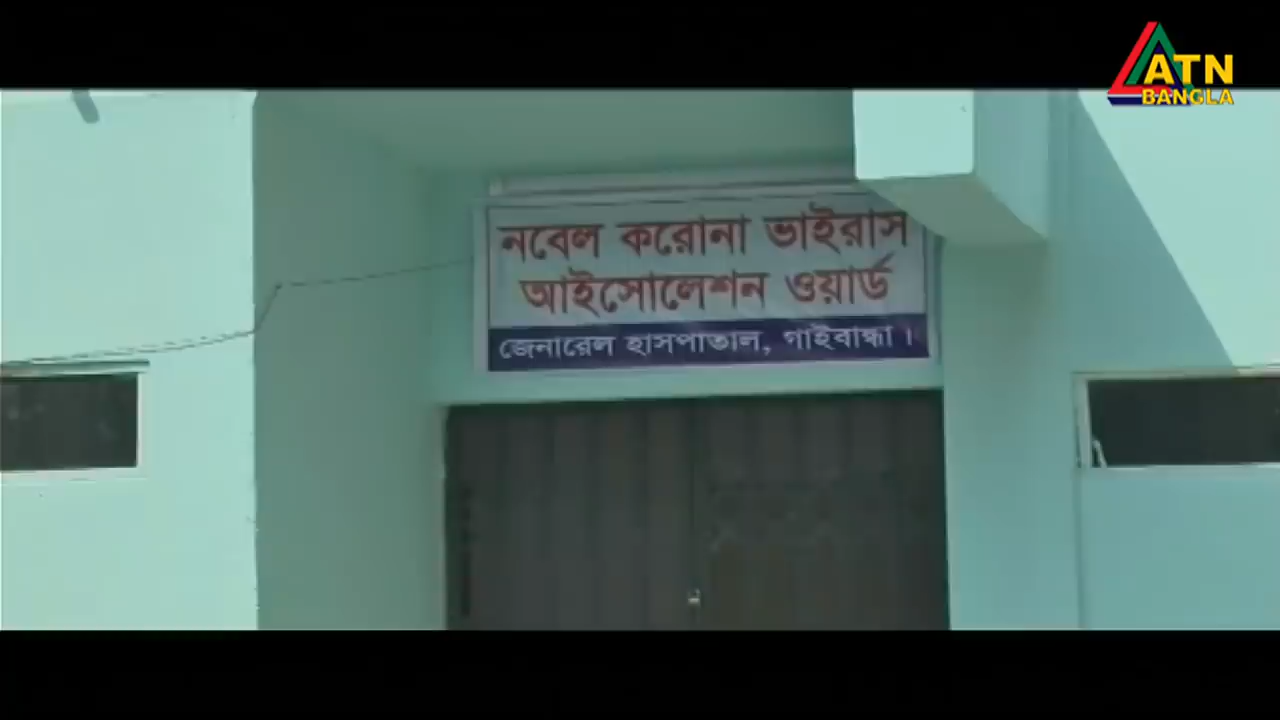 ATN
BANGLA
নবেল করোনা ভাইরাস
আইসোলেশন ওয়ার্ড
জেনারেল হাসপাতাল, গাইবান্ধা।